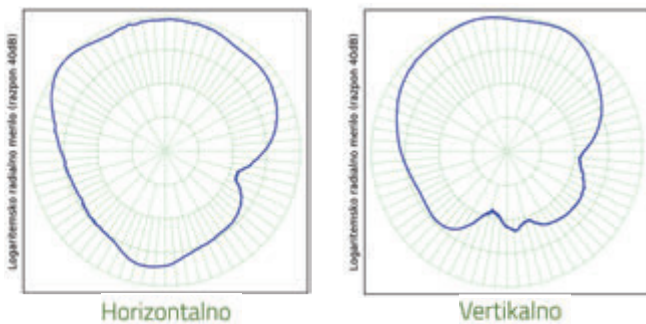 Logaritemsko radialno merilo (razpon 40dB)
Horizontalno
Logaritemsko radialno merilo (razpon 40dB)
Vertikalno